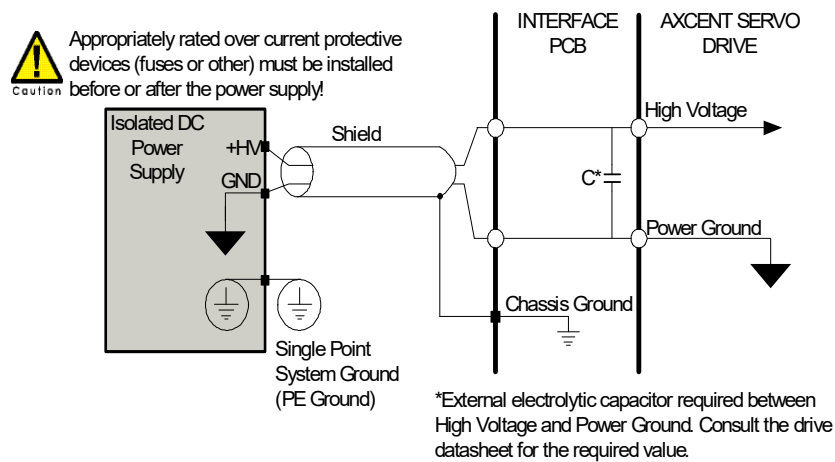 INTERFACE
PCB
AXCENT SERVO
DRIVE
Appropriately rated over current protective
devices (fuses or other) must be installed
before or after the power supply!
Caution
Isolated DC
Power
Supply
+HV
GND
Shield
High Voltage
C*
Power Ground
Chassis Ground
Single Point
System Ground
(PE Ground)
*External electrolytic capacitor required between
High Voltage and Power Ground. Consult the drive
datasheet for the required value.